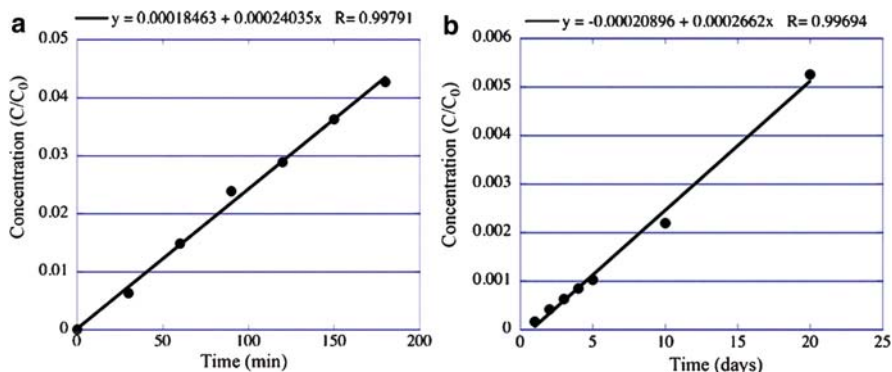 a
y = 0.00018463 + 0.00024035x R= 0.99791
0.05
0.04
0.03
0.02
0.01
0
0 50 100 150 200
Concentration (C/C0)
Time (min)
b
y = -0.00020896 + 0.0002662x R= 0.99694
0.006
0.005
0.004
0.003
0.002
0.001
0.000
0 5 10 15 20 25
Concentration (C/C0)
Time (days)